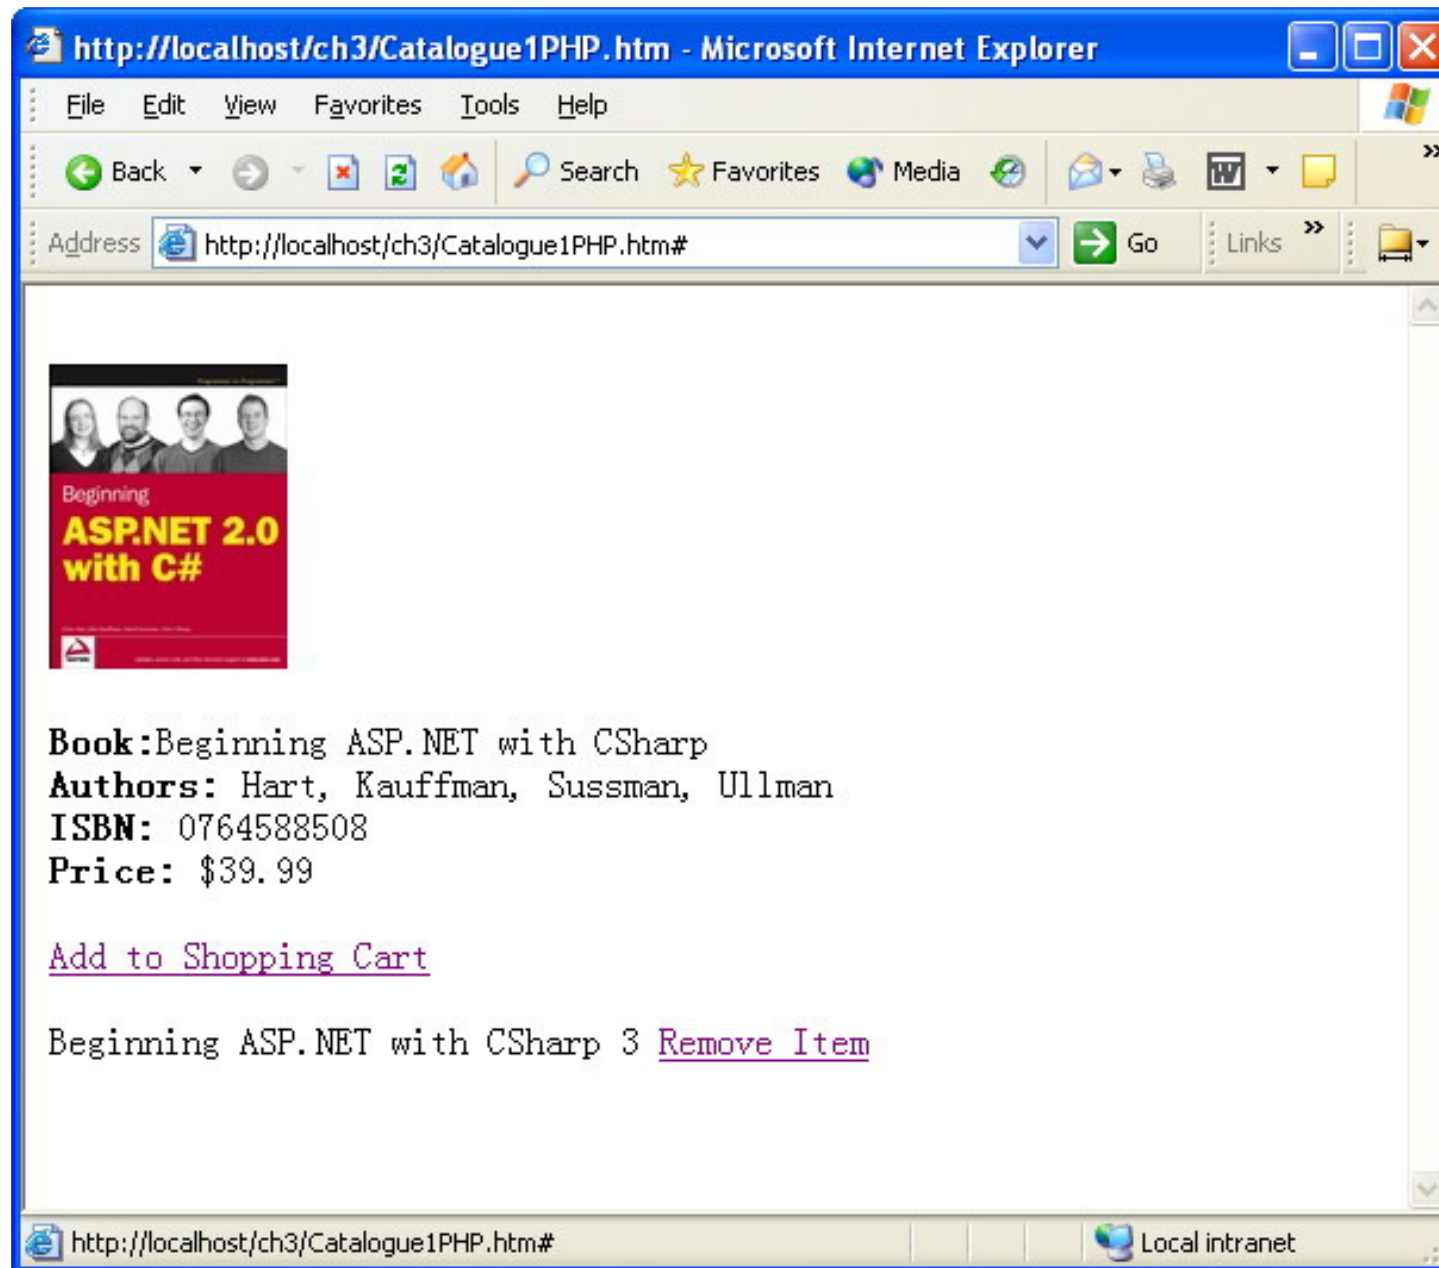 http://localhost/ch3/Catalogue1PHP.htm - Microsoft Internet Explorer
File Edit View Favorites Tools Help
Back Search Favorites Media
Address http://localhost/ch3/Catalogue1PHP.htm# Go Links
Beginning
ASP.NET 2.0
with C#
Book:Beginning ASP.NET with CSharp
Authors: Hart, Kauffman, Sussman, Ullman
ISBN: 0764588508
Price: $39.99
Add to Shopping Cart
Beginning ASP.NET with CSharp 3 Remove Item
http://localhost/ch3/Catalogue1PHP.htm# Local intranet